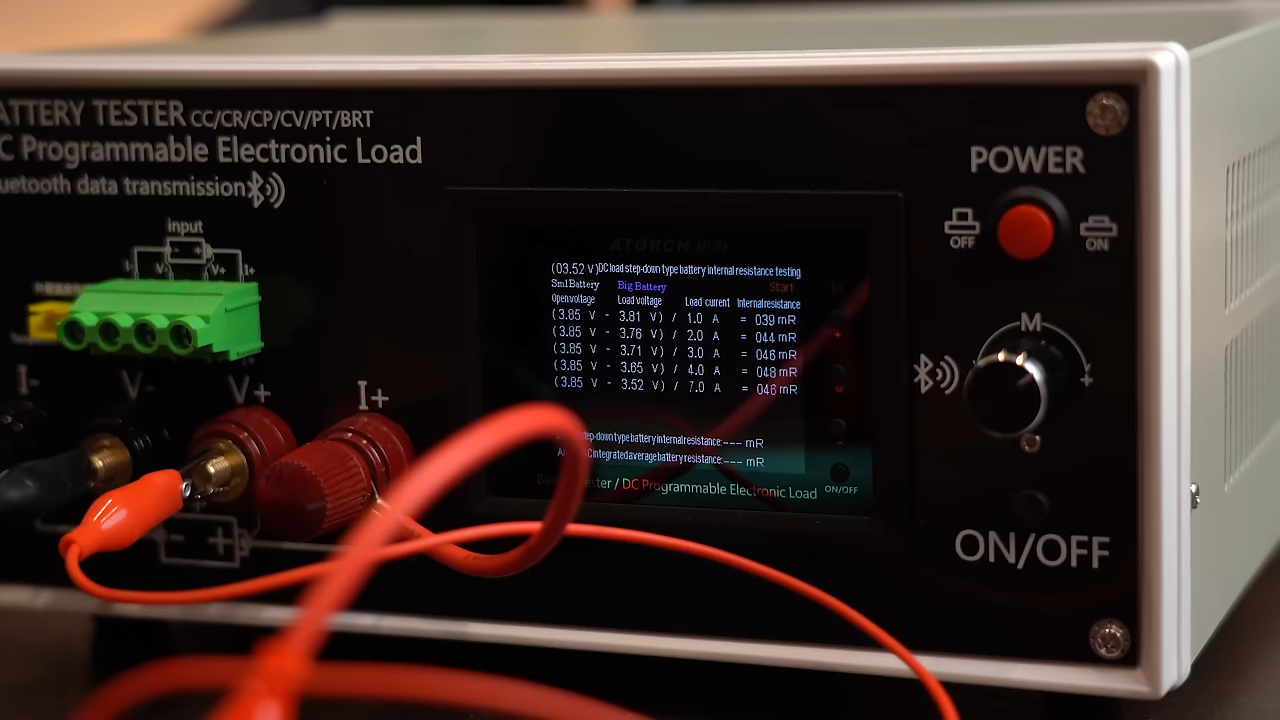 ATTERY TESTER CC/CR/CP/CV/PT/BRT
C Programmable Electronic Load
uetooth data transmission
input
I- V- V+ I+
I- V- V+ I+
ATORCH
(03.52 V)DC load step-down type battery internal resistance testing
Sml Battery Big Battery Start
Open voltage Load voltage Load current Internal resistance
(3.85 V - 3.81 V) / 1.0 A = 039 mR
(3.85 V - 3.76 V) / 2.0 A = 044 mR
(3.85 V - 3.71 V) / 3.0 A = 046 mR
(3.85 V - 3.65 V) / 4.0 A = 048 mR
(3.85 V - 3.52 V) / 7.0 A = 046 mR
step-down type battery internal resistance:--- mR
integrated average battery resistance:--- mR
ester / DC Programmable Electronic Load
ON/OFF
POWER
OFF ON
M
- +
ON/OFF